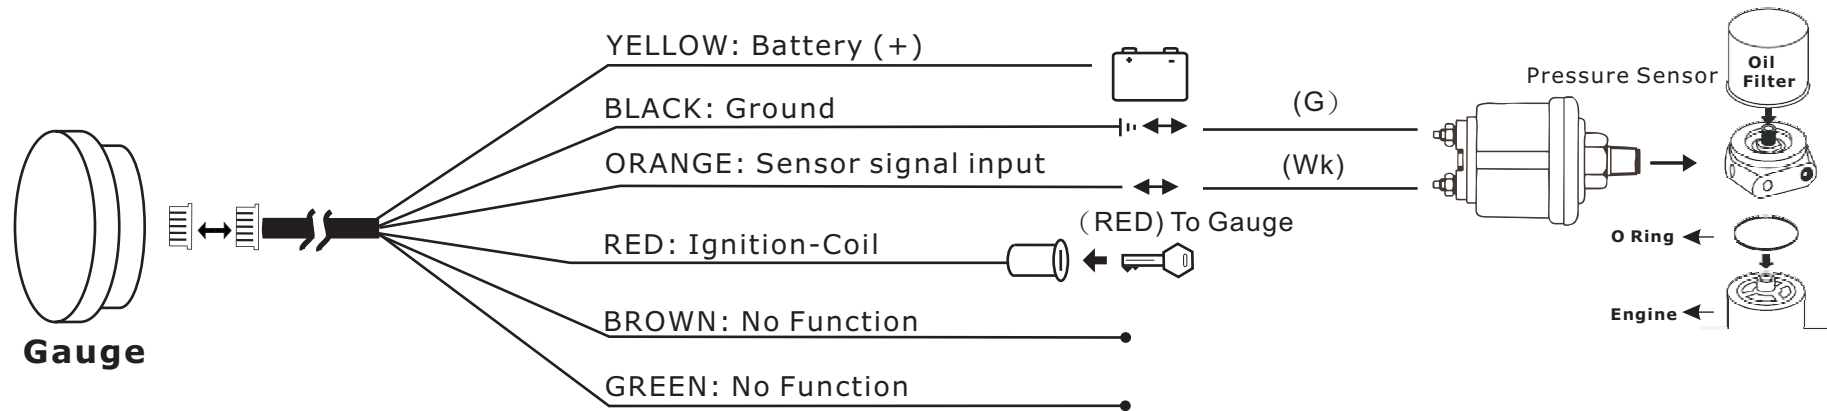 YELLOW: Battery (+)
BLACK: Ground
ORANGE: Sensor signal input
(RED) To Gauge
RED: Ignition-Coil
BROWN: No Function
GREEN: No Function
Gauge
+ -
(G)
(Wk)
Pressure Sensor
Oil
Filter
O Ring
Engine